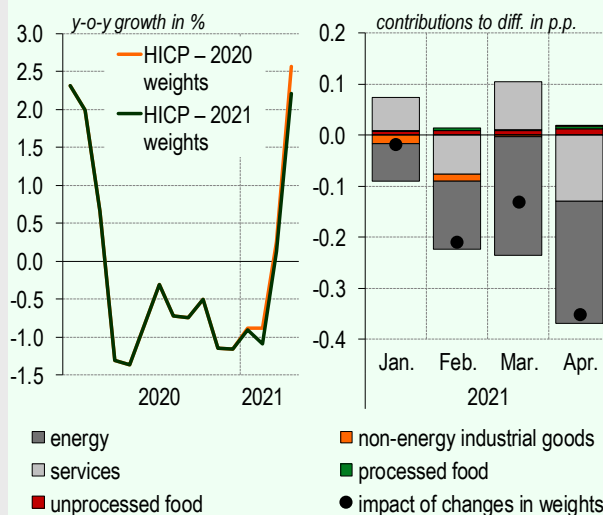 y-o-y growth in %
3.0
2.5
2.0
1.5
1.0
0.5
0.0
-0.5
-1.0
-1.5
HICP – 2020
weights
HICP – 2021
weights
2020
2021
contributions to diff. in p.p.
0.2
0.1
0.0
-0.1
-0.2
-0.3
-0.4
Jan.
Feb.
Mar.
Apr.
2021
energy
non-energy industrial goods
services
processed food
unprocessed food
impact of changes in weights